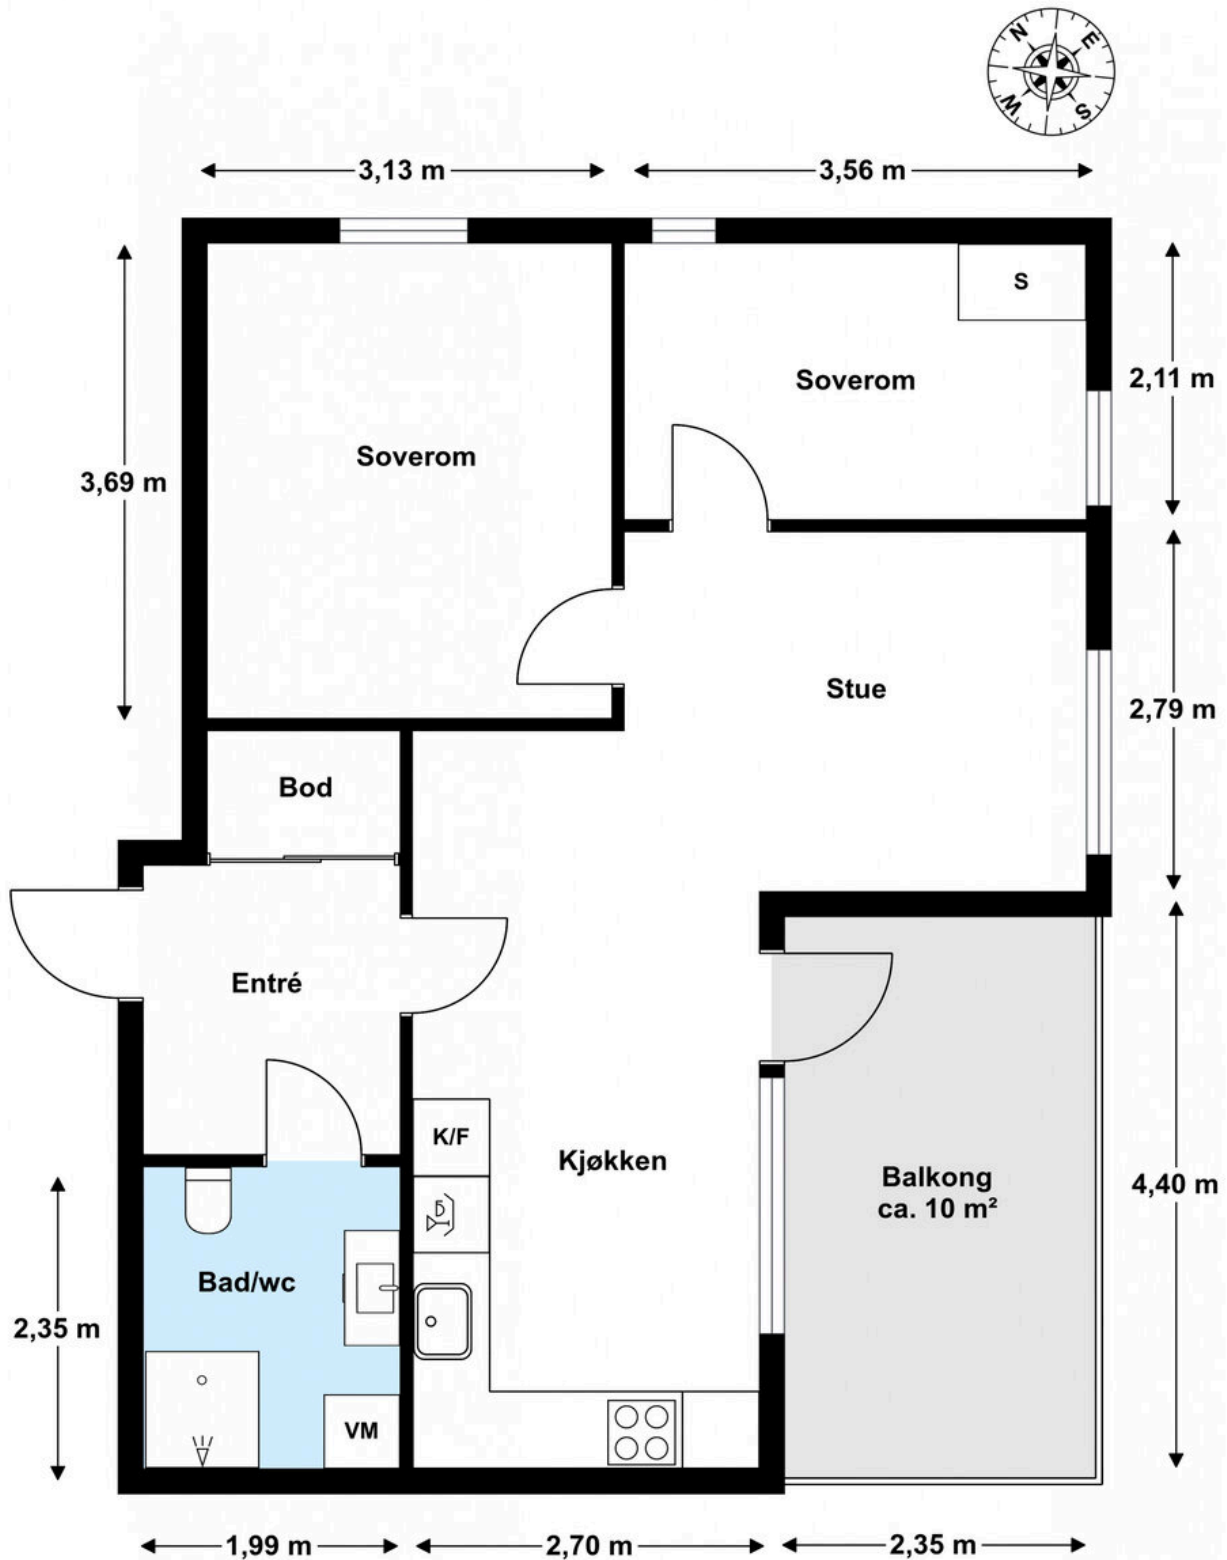 N
E
W
S
3,13 m
3,56 m
S
2,11 m
Soverom
Soverom
3,69 m
Stue
2,79 m
Bod
Entré
K/F
Kjøkken
Balkong
ca. 10 m²
4,40 m
Bad/wc
2,35 m
VM
1,99 m
2,70 m
2,35 m